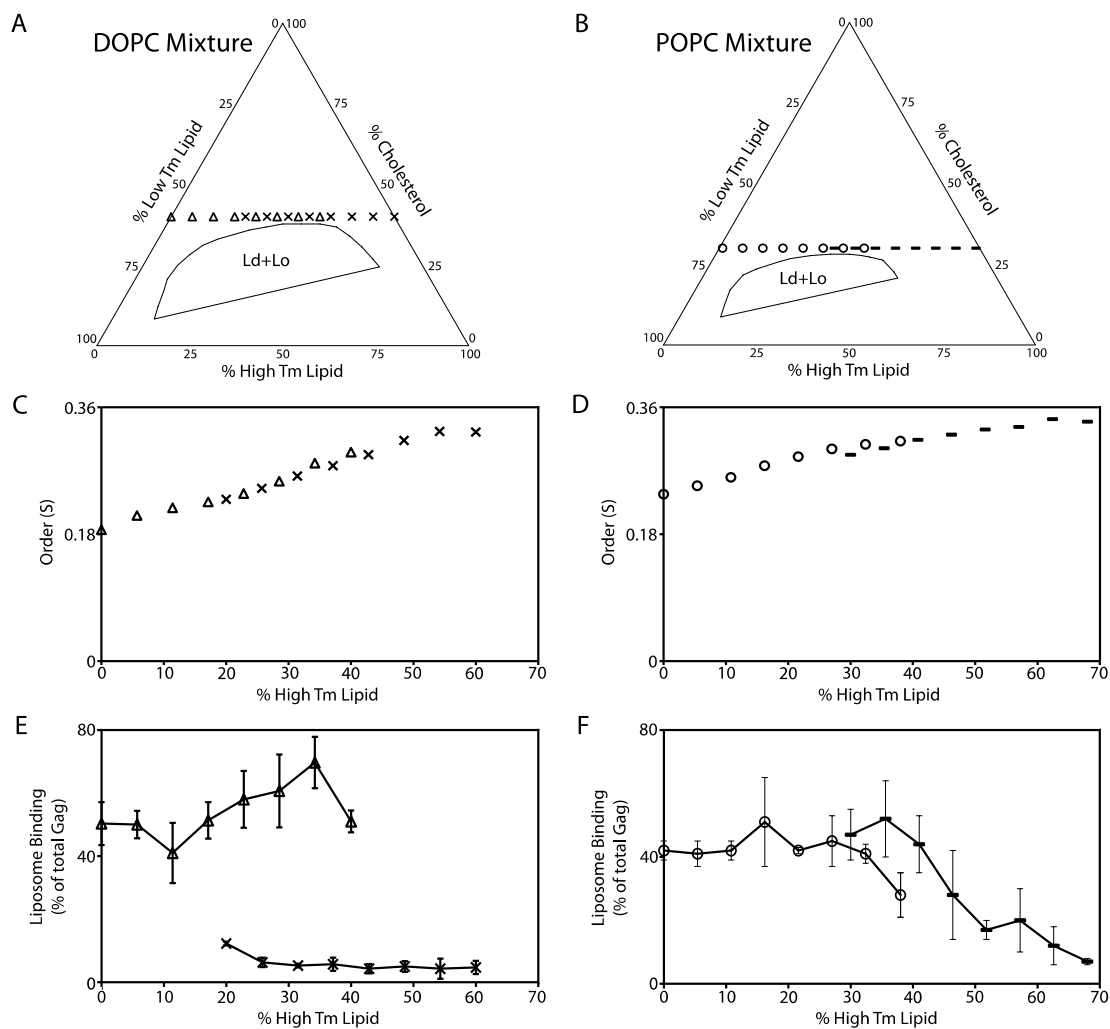 A
DOPC Mixture
0
100
25
75
% Low Tm Lipid
% Cholesterol
50
50
Ld+Lo
75
25
100
0
0
50
75
100
% High Tm Lipid
B
POPC Mixture
0
100
25
75
% Low Tm Lipid
% Cholesterol
50
50
Ld+Lo
75
25
100
0
0
25
50
75
100
% High Tm Lipid
C
0.36
0.18
0
Order (S)
0 10 20 30 40 50 60 70
% High Tm Lipid
D
0.36
0.18
0
Order (S)
0 10 20 30 40 50 60 70
% High Tm Lipid
E
80
40
0
Liposome Binding
(% of total Gag)
0 10 20 30 40 50 60 70
% High Tm Lipid
F
80
40
0
Liposome Binding
(% of total Gag)
0 10 20 30 40 50 60 70
% High Tm Lipid